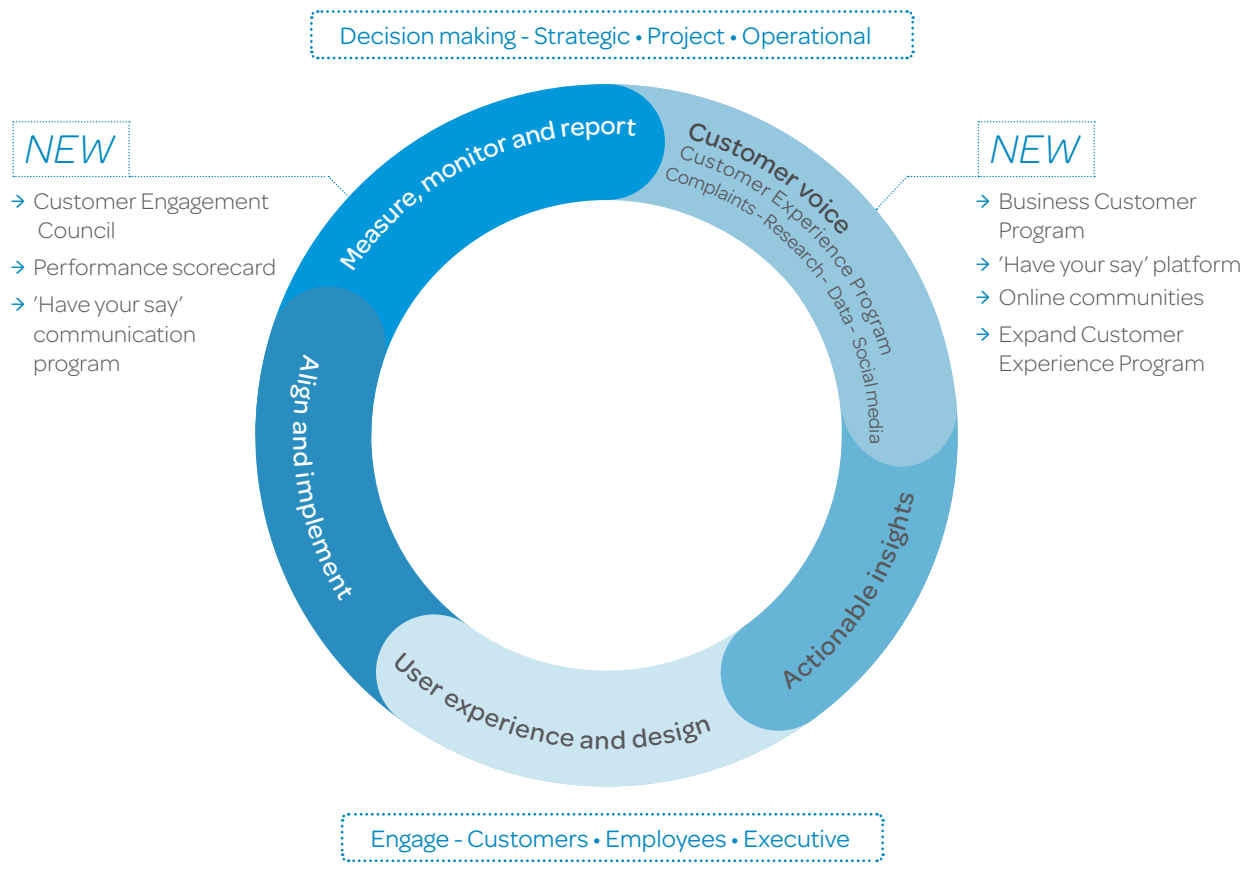 Decision making - Strategic • Project • Operational
NEW
→ Customer Engagement
Council
→ Performance scorecard
→ 'Have your say'
communication
program
Measure, monitor and report
Customer voice
Customer Experience Program
Complaints - Research - Data - Social media
NEW
→ Business Customer
Program
→ 'Have your say' platform
→ Online communities
→ Expand Customer
Experience Program
Align and implement
Actionable insights
User experience and design
Engage - Customers • Employees • Executive